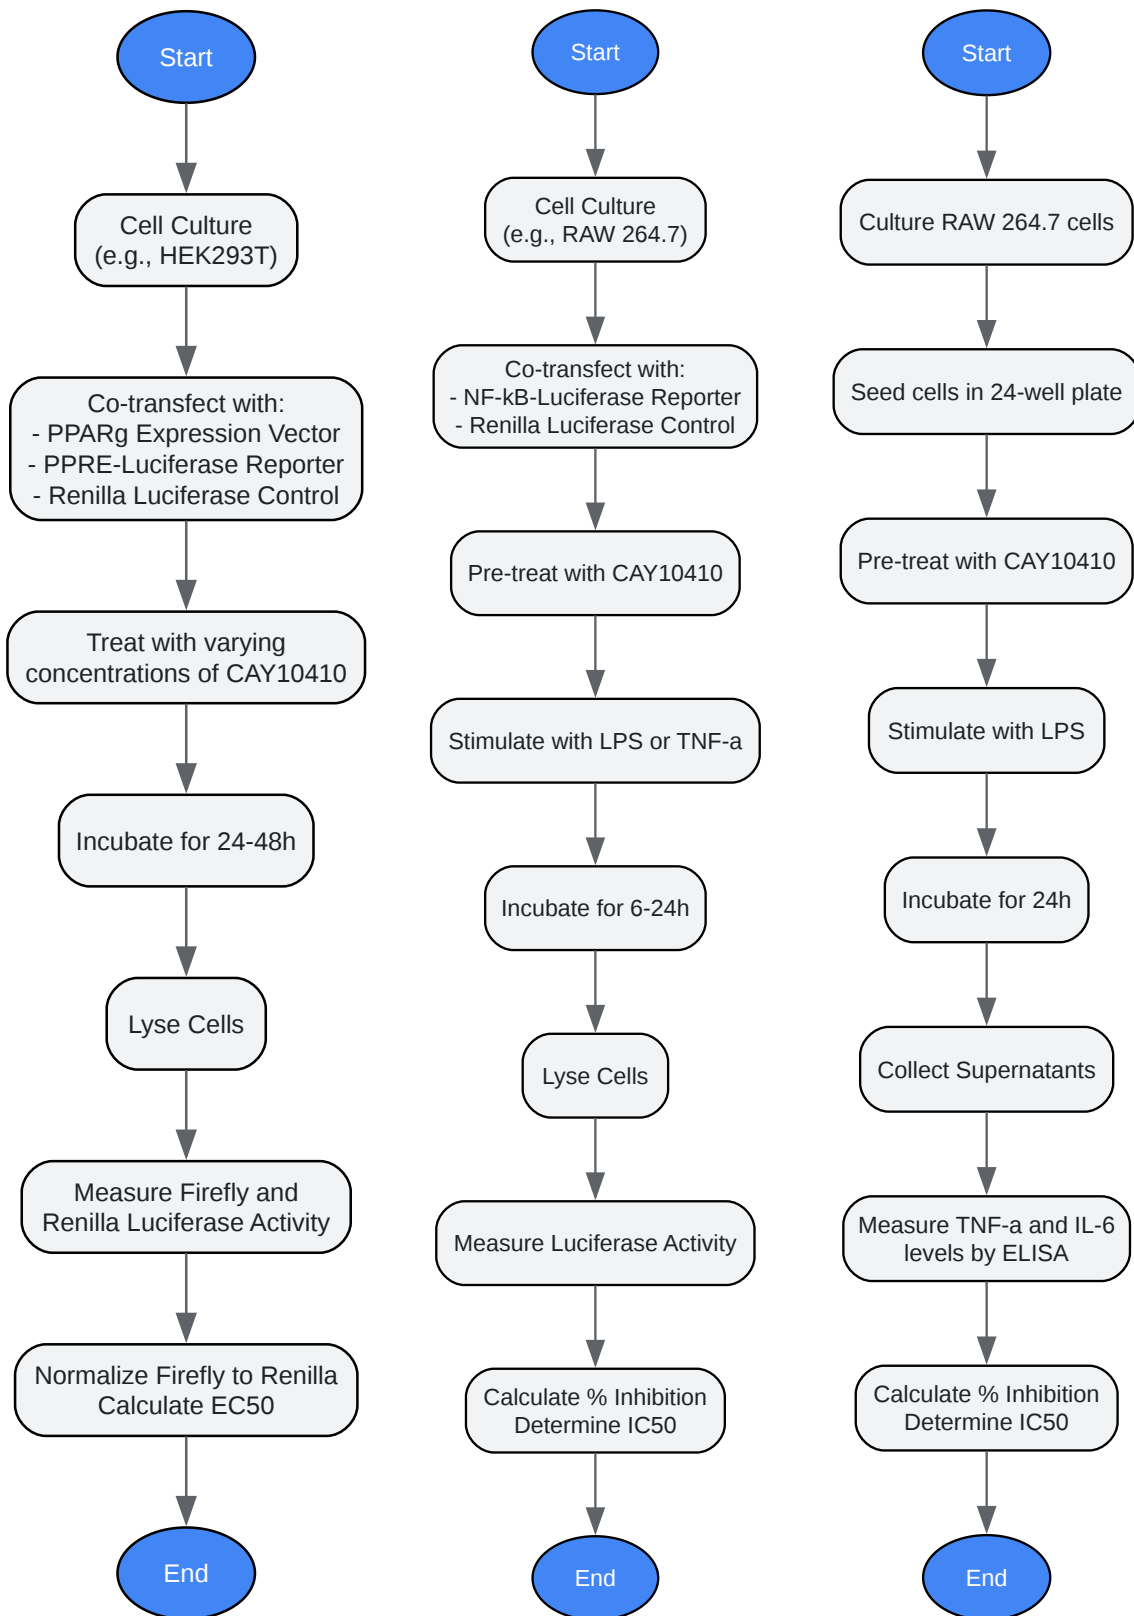 Start
Cell Culture
(e.g., HEK293T)
Co-transfect with:
- PPARg Expression Vector
- PPRE-Luciferase Reporter
- Renilla Luciferase Control
Treat with varying
concentrations of CAY10410
Incubate for 24-48h
Lyse Cells
Measure Firefly and
Renilla Luciferase Activity
Normalize Firefly to Renilla
Calculate EC50
End
Start
Cell Culture
(e.g., RAW 264.7)
Co-transfect with:
- NF-kB-Luciferase Reporter
- Renilla Luciferase Control
Pre-treat with CAY10410
Stimulate with LPS or TNF-a
Incubate for 6-24h
Lyse Cells
Measure Luciferase Activity
Calculate % Inhibition
Determine IC50
End
Start
Culture RAW 264.7 cells
Seed cells in 24-well plate
Pre-treat with CAY10410
Stimulate with LPS
Incubate for 24h
Collect Supernatants
Measure TNF-a and IL-6
levels by ELISA
Calculate % Inhibition
Determine IC50
End